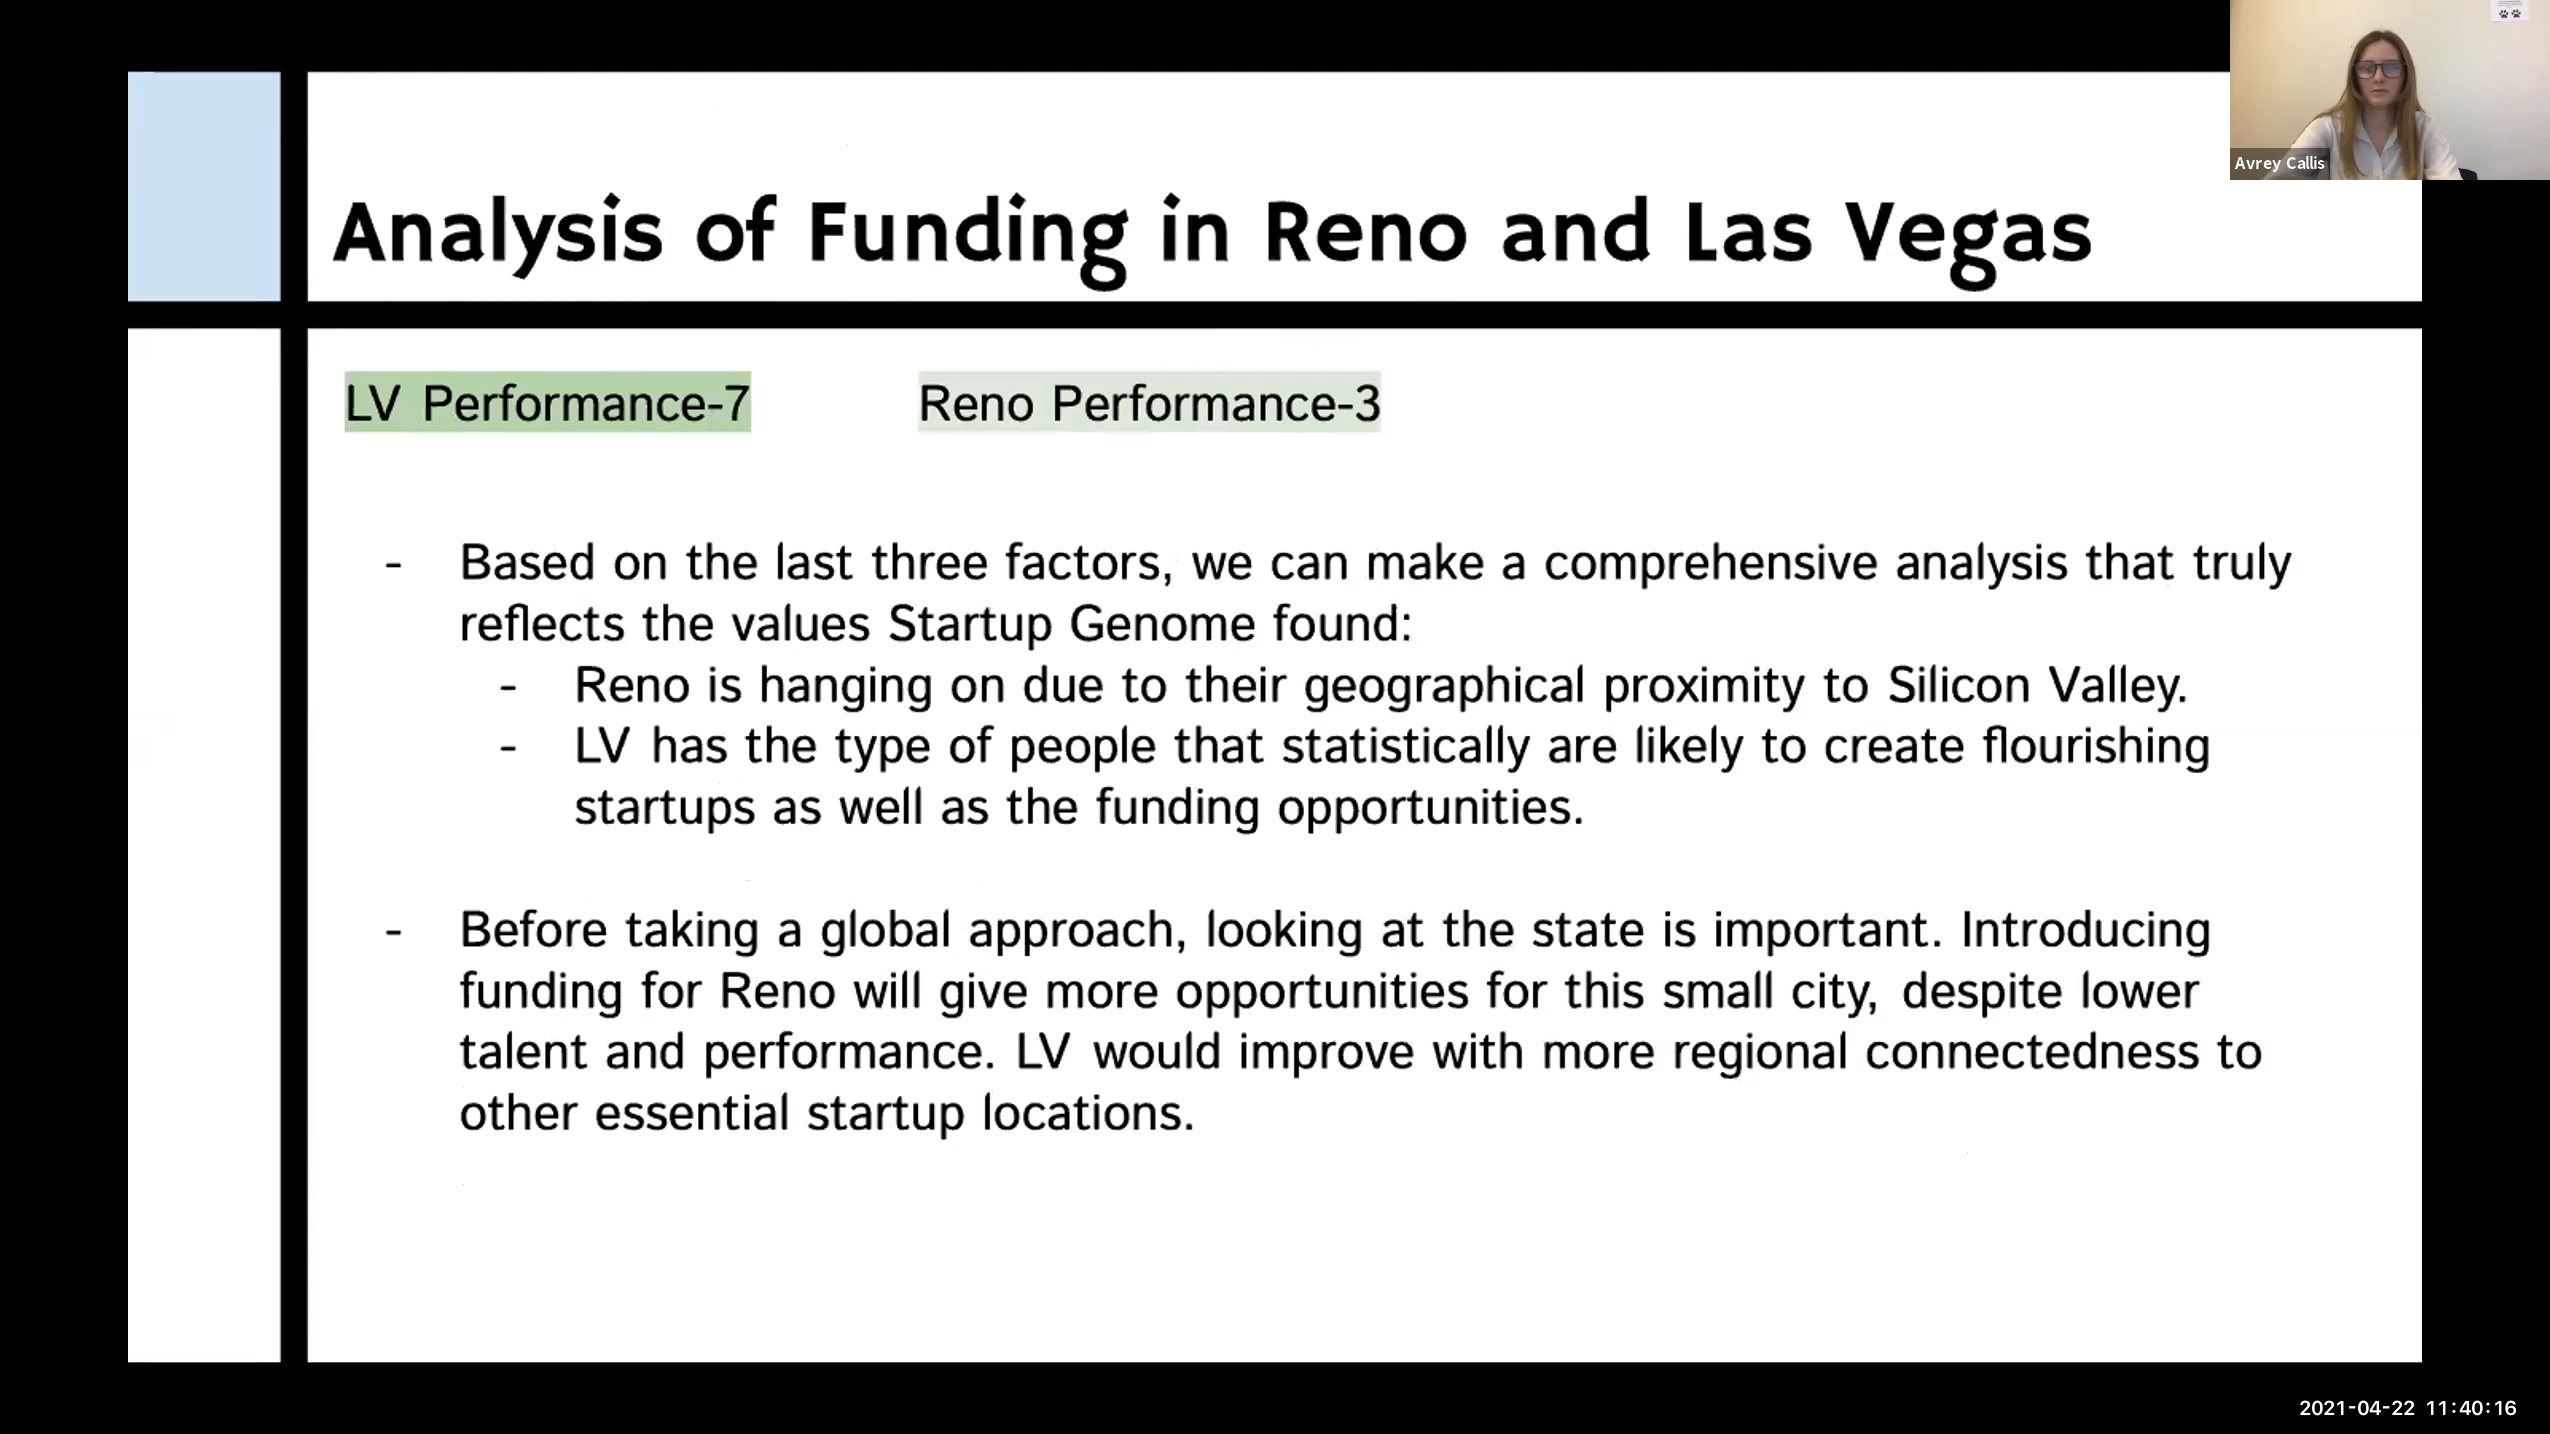 Avrey Callis
Analysis of Funding in Reno and Las Vegas
LV Performance-7
Reno Performance-3
- Based on the last three factors, we can make a comprehensive analysis that truly
reflects the values Startup Genome found:
- Reno is hanging on due to their geographical proximity to Silicon Valley.
- LV has the type of people that statistically are likely to create flourishing
startups as well as the funding opportunities.
- Before taking a global approach, looking at the state is important. Introducing
funding for Reno will give more opportunities for this small city, despite lower
talent and performance. LV would improve with more regional connectedness to
other essential startup locations.
2021-04-22 11:40:16